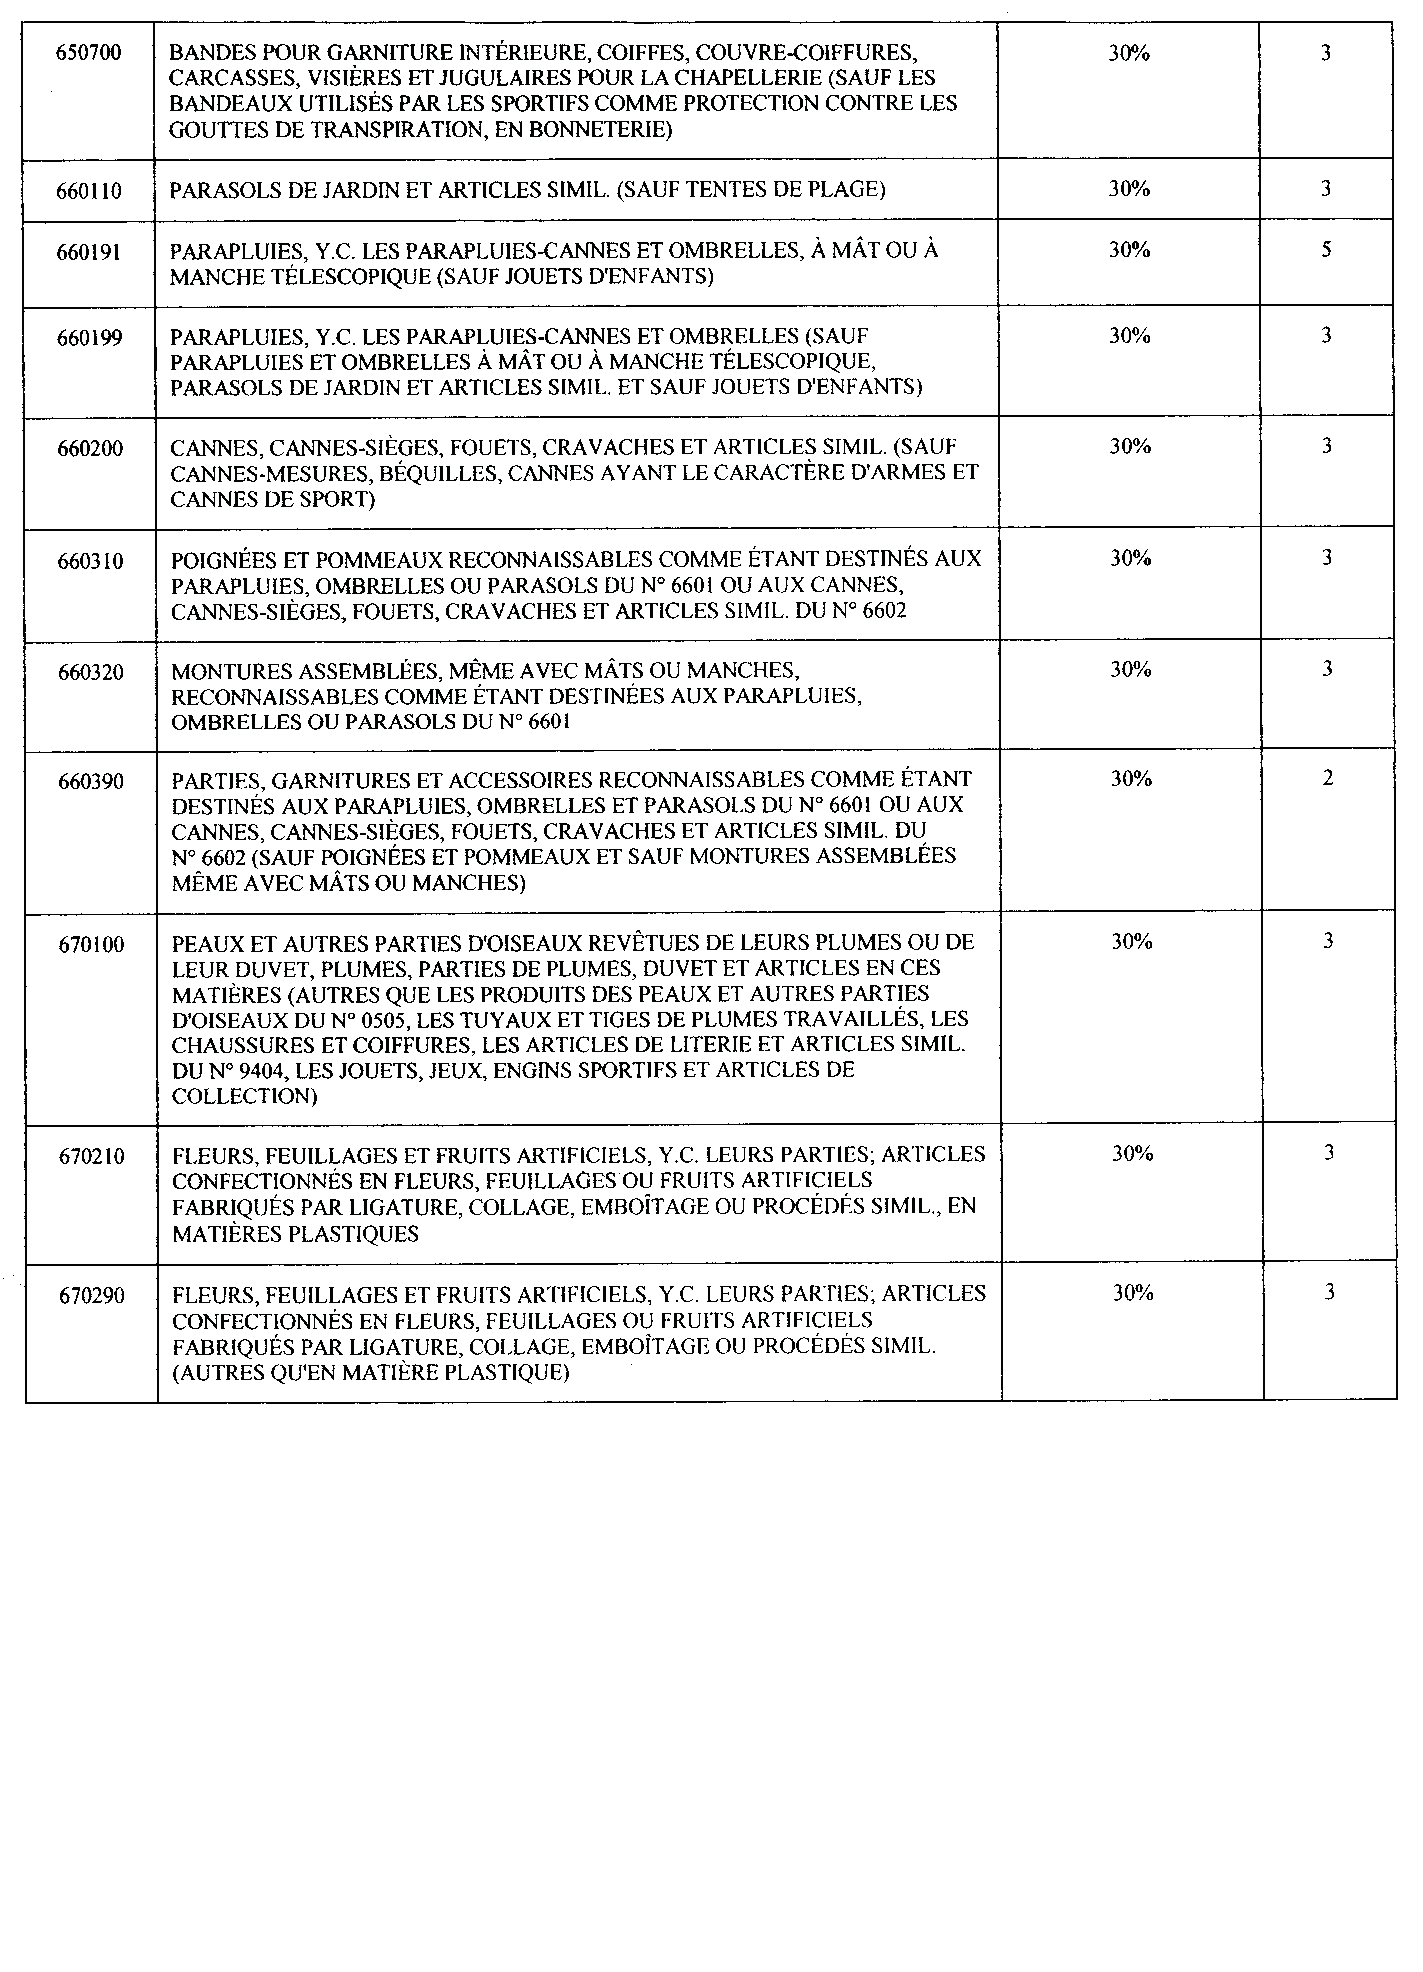 650700 BANDES POUR GARNITURE INTÉRIEURE, COIFFES, COUVRE-COIFFURES, 30% 3
CARCASSES, VISIÈRES ET JUGULAIRES POUR LA CHAPELLERIE (SAUF LES
BANDEAUX UTILISÉS PAR LES SPORTIFS COMME PROTECTION CONTRE LES
GOUTTES DE TRANSPIRATION, EN BONNETERIE)
660110 PARASOLS DE JARDIN ET ARTICLES SIMIL. (SAUF TENTES DE PLAGE) 30% 3
660191 PARAPLUIES, Y.C. LES PARAPLUIES-CANNES ET OMBRELLES, À MÂT OU À 30% 5
MANCHE TÉLESCOPIQUE (SAUF JOUETS D'ENFANTS)
660199 PARAPLUIES, Y.C. LES PARAPLUIES-CANNES ET OMBRELLES (SAUF 30% 3
PARAPLUIES ET OMBRELLES À MÂT OU À MANCHE TÉLESCOPIQUE,
PARASOLS DE JARDIN ET ARTICLES SIMIL. ET SAUF JOUETS D'ENFANTS)
660200 CANNES, CANNES-SIÈGES, FOUETS, CRAVACHES ET ARTICLES SIMIL. (SAUF 30% 3
CANNES-MESURES, BÉQUILLES, CANNES AYANT LE CARACTÈRE D'ARMES ET
CANNES DE SPORT)
660310 POIGNÉES ET POMMEAUX RECONNAISSABLES COMME ÉTANT DESTINÉS AUX 30% 3
PARAPLUIES, OMBRELLES OU PARASOLS DU N° 6601 OU AUX CANNES,
CANNES-SIÈGES, FOUETS, CRAVACHES ET ARTICLES SIMIL. DU N° 6602
660320 MONTURES ASSEMBLÉES, MÊME AVEC MÂTS OU MANCHES, 30% 3
RECONNAISSABLES COMME ÉTANT DESTINÉES AUX PARAPLUIES,
OMBRELLES OU PARASOLS DU N° 6601
660390 PARTIES, GARNITURES ET ACCESSOIRES RECONNAISSABLES COMME ÉTANT 30% 2
DESTINÉS AUX PARAPLUIES, OMBRELLES ET PARASOLS DU N° 6601 OU AUX
CANNES, CANNES-SIÈGES, FOUETS, CRAVACHES ET ARTICLES SIMIL. DU
N° 6602 (SAUF POIGNÉES ET POMMEAUX ET SAUF MONTURES ASSEMBLÉES
MÊME AVEC MÂTS OU MANCHES)
670100 PEAUX ET AUTRES PARTIES D'OISEAUX REVÊTUES DE LEURS PLUMES OU DE 30% 3
LEUR DUVET, PLUMES, PARTIES DE PLUMES, DUVET ET ARTICLES EN CES
MATIÈRES (AUTRES QUE LES PRODUITS DES PEAUX ET AUTRES PARTIES
D'OISEAUX DU N° 0505, LES TUYAUX ET TIGES DE PLUMES TRAVAILLÉS, LES
CHAUSSURES ET COIFFURES, LES ARTICLES DE LITERIE ET ARTICLES SIMIL.
DU N° 9404, LES JOUETS, JEUX, ENGINS SPORTIFS ET ARTICLES DE
COLLECTION)
670210 FLEURS, FEUILLAGES ET FRUITS ARTIFICIELS, Y.C. LEURS PARTIES; ARTICLES 30% 3
CONFECTIONNÉS EN FLEURS, FEUILLAGES OU FRUITS ARTIFICIELS
FABRIQUÉS PAR LIGATURE, COLLAGE, EMBOÎTAGE OU PROCÉDÉS SIMIL., EN
MATIÈRES PLASTIQUES
670290 FLEURS, FEUILLAGES ET FRUITS ARTIFICIELS, Y.C. LEURS PARTIES; ARTICLES 30% 3
CONFECTIONNÉS EN FLEURS, FEUILLAGES OU FRUITS ARTIFICIELS
FABRIQUÉS PAR LIGATURE, COLLAGE, EMBOÎTAGE OU PROCÉDÉS SIMIL.
(AUTRES QU'EN MATIÈRE PLASTIQUE)